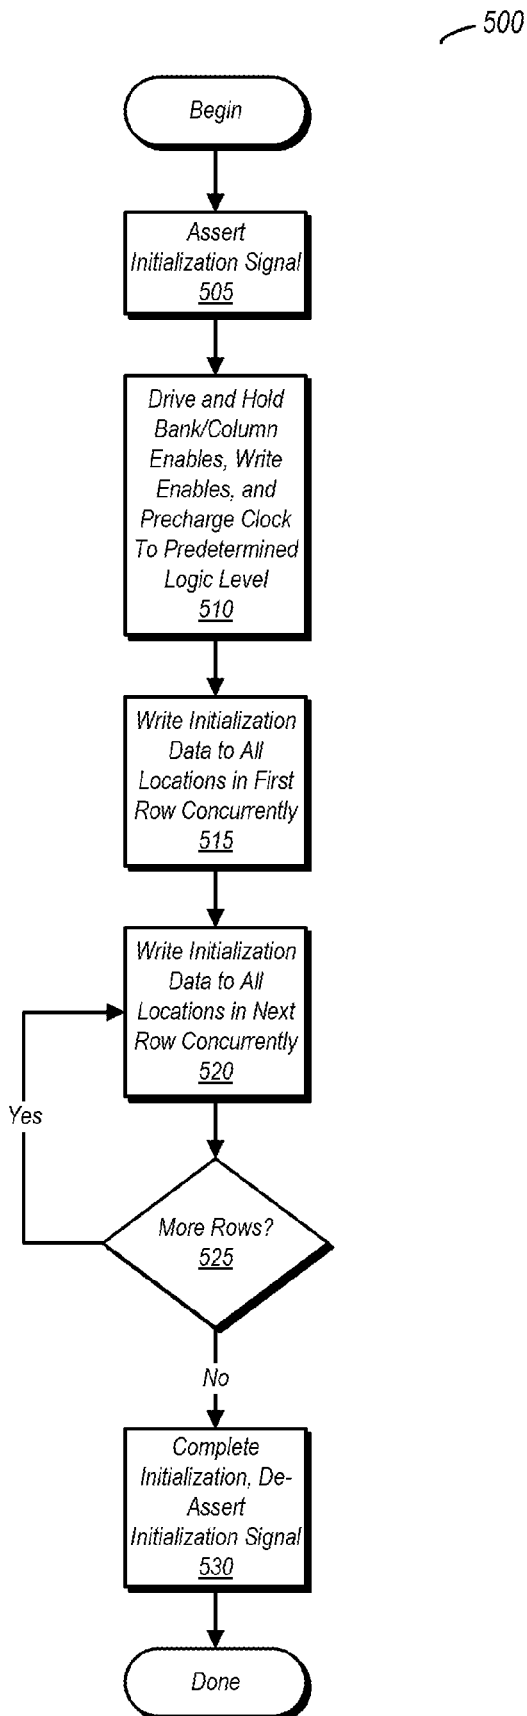 500
Begin
Assert
Initialization Signal
505
Drive and Hold
Bank/Column
Enables, Write
Enables, and
Precharge Clock
To Predetermined
Logic Level
510
Write Initialization
Data to All
Locations in First
Row Concurrently
515
Write Initialization
Data to All
Locations in Next
Row Concurrently
520
Yes
More Rows?
525
No
Complete
Initialization, De-
Assert
Initialization Signal
530
Done